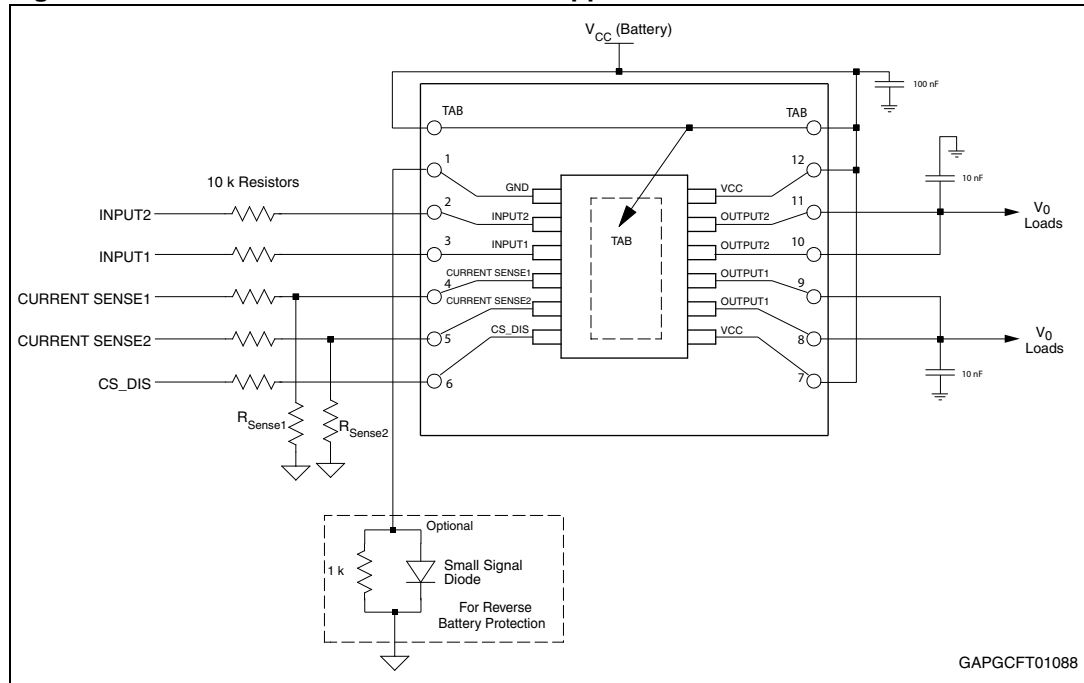 V_CC (Battery)
100 nF
TAB
TAB
1
12
10 k Resistors
GND
VCC
10 nF
INPUT2
2
INPUT2
OUTPUT2
11
V_0
Loads
INPUT1
3
INPUT1
TAB
OUTPUT2
10
CURRENT SENSE1
4
CURRENT SENSE1
OUTPUT1
9
CURRENT SENSE2
5
CURRENT SENSE2
OUTPUT1
8
V_0
Loads
CS_DIS
6
CS_DIS
VCC
7
10 nF
R_Sense1
R_Sense2
Optional
1 k
Small Signal
Diode
For Reverse
Battery Protection
GAPGCFT01088